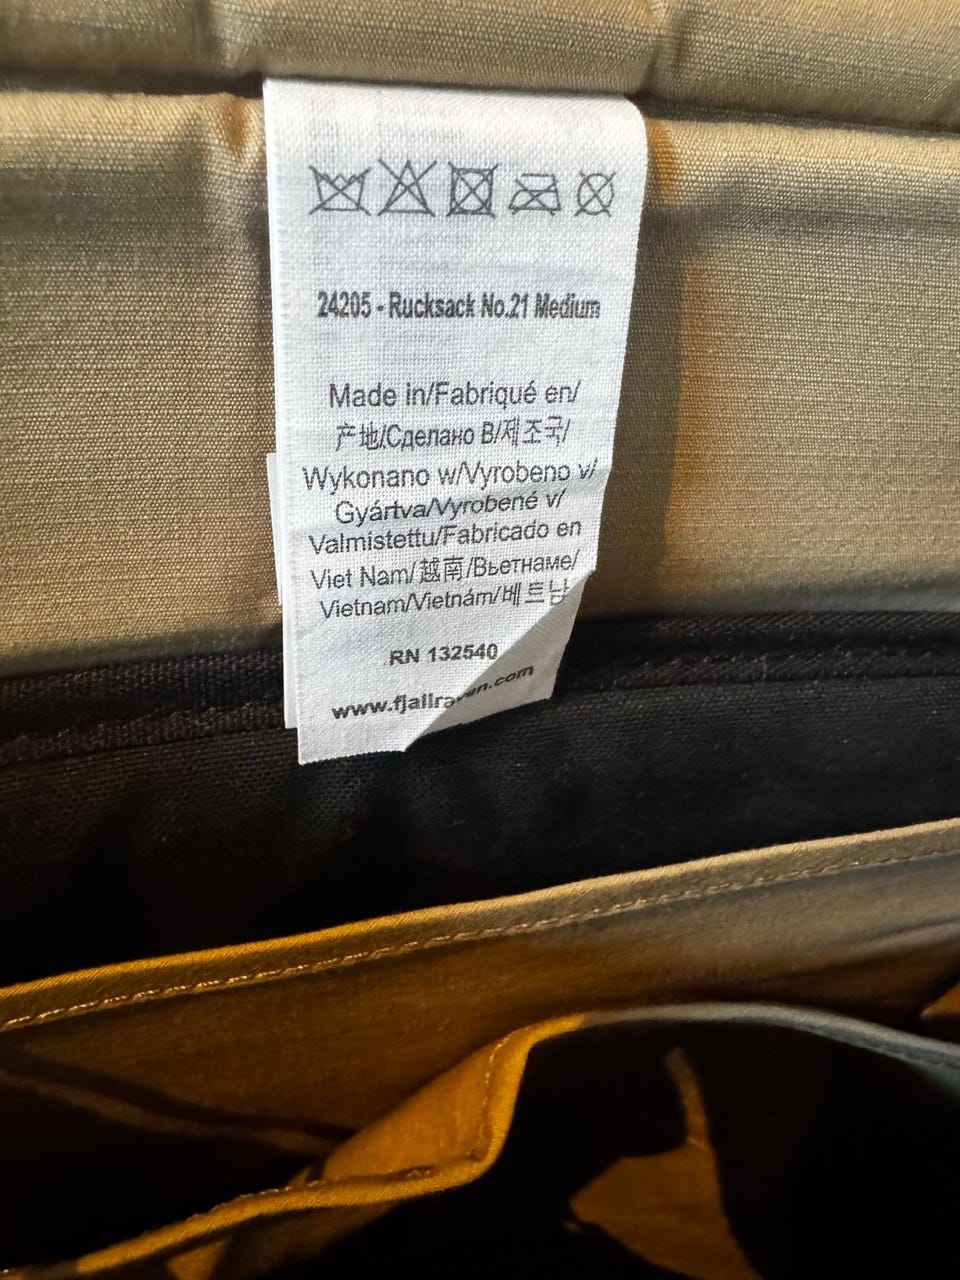 24205 - Rucksack No.21 Medium
Made in/Fabriqué en/
产地/Сделано В/제조국/
Wykonano w/Vyrobeno v/
Gyártva/Vyrobené v/
Valmistettu/Fabricado en
Viet Nam/越南/Вьетнаме/
Vietnam/Vietnám/베트남
RN 132540
www.fjallraven.com